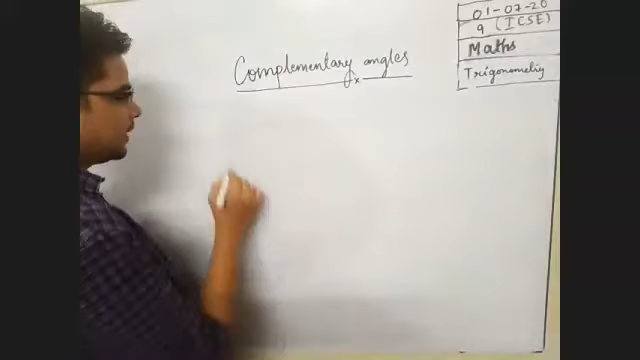 01-07-20
9 (ICSE)
Maths
Trigonometry
Complementary angles